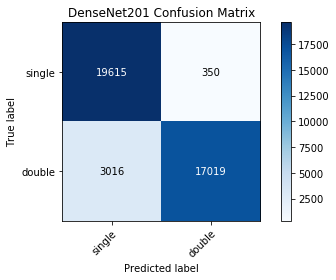 DenseNet201 Confusion Matrix
single
19615
350
double
3016
17019
single
double
True label
Predicted label
17500
15000
12500
10000
7500
5000
2500